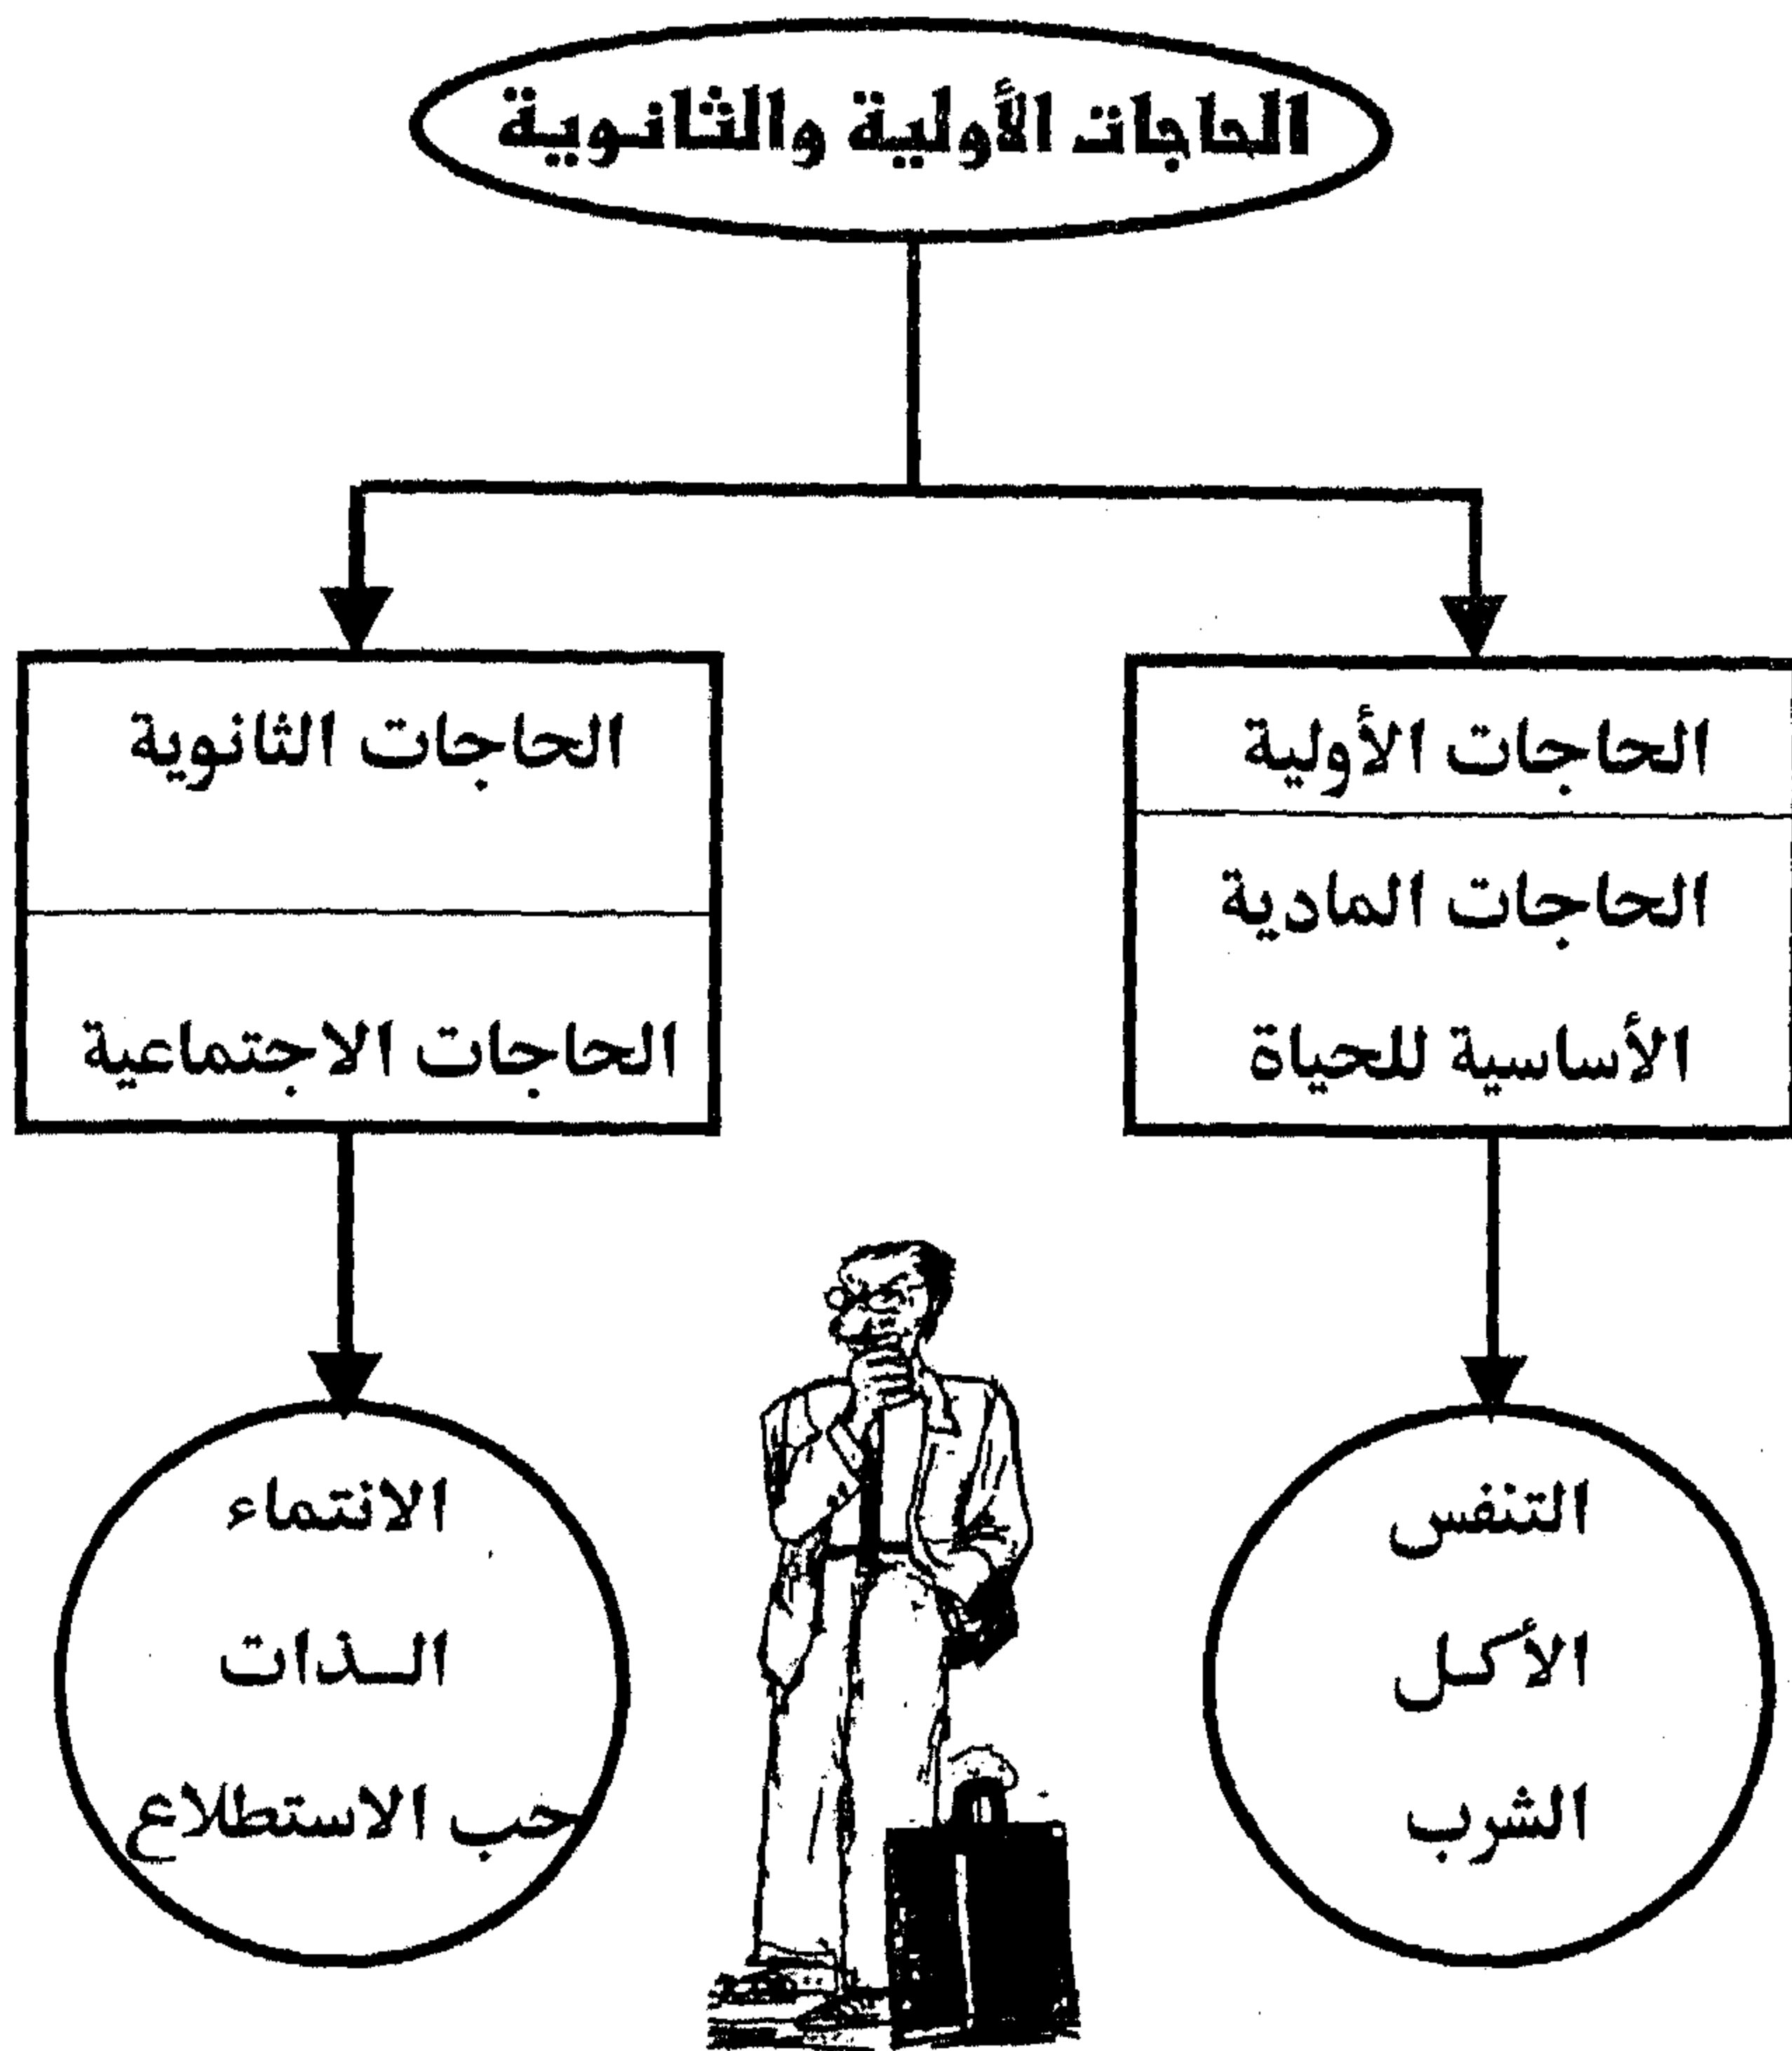 الحاجات الأولية والثانوية
الحاجات الأولية
الحاجات المادية
الأساسية للحياة
الحاجات الثانوية
الحاجات الاجتماعية
التنفس
الأكل
الشرب
الانتماء
الـذات
حب الاستطلاع